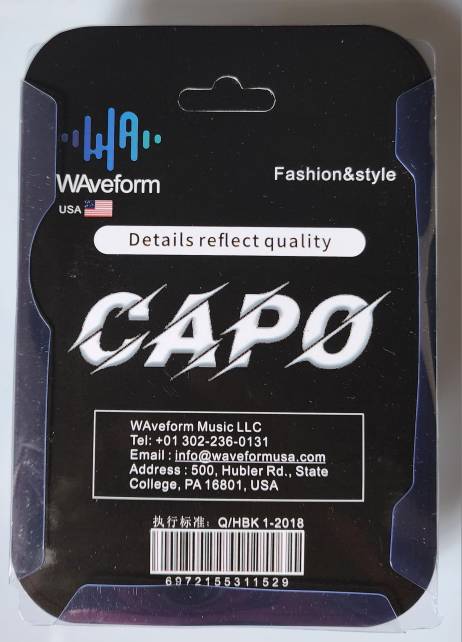 WAveform
USA
Fashion&style
Details reflect quality
CAPO
WAveform Music LLC
Tel: +01 302-236-0131
Email : info@waveformusa.com
Address : 500, Hubler Rd., State
College, PA 16801, USA
执行标准: Q/HBK 1-2018
6972155311529